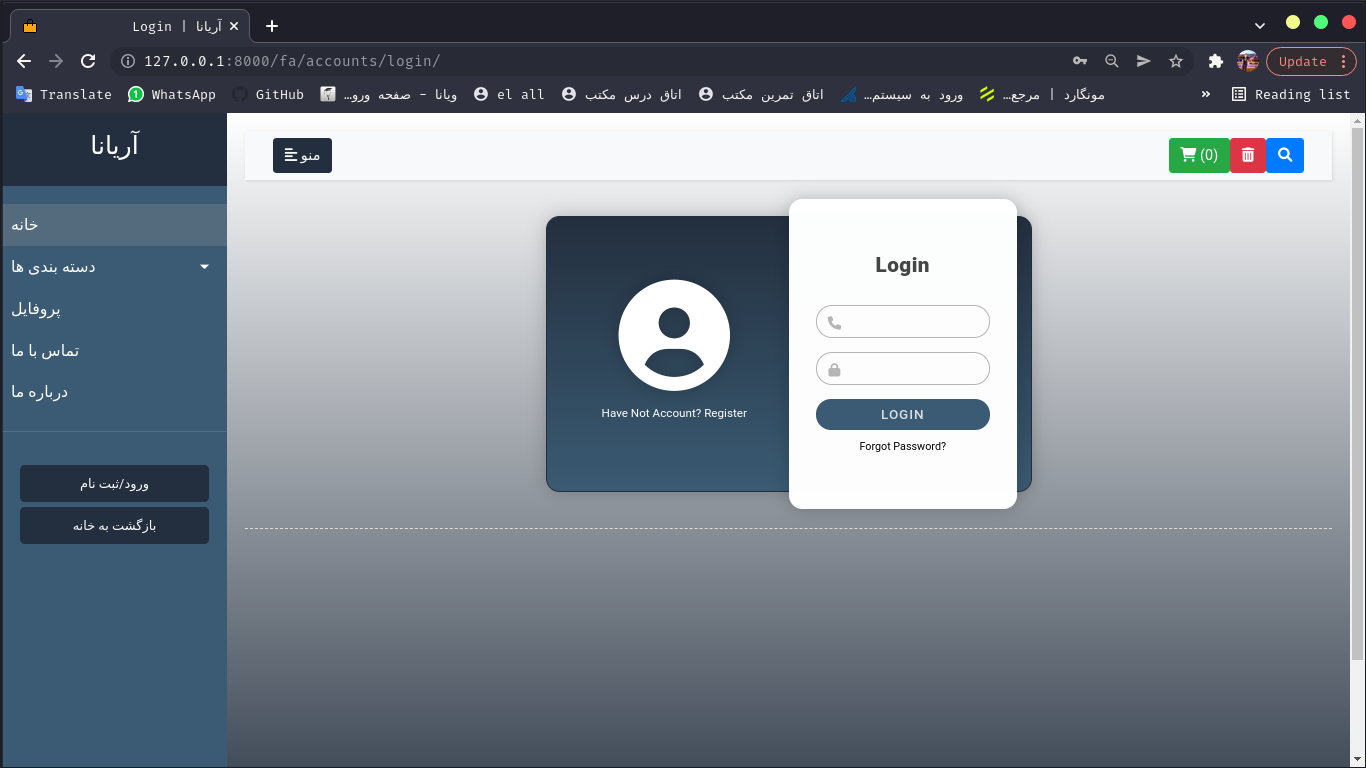 Login | آریانا
127.0.0.1:8000/fa/accounts/login/
Update
Translate
WhatsApp
GitHub
ویانا - صفحه ورو...
el all
اتاق درس مکتب
اتاق تمرین مکتب
ورود به سیستم...
مونگارد | مرجع...
»
Reading list
آریانا
منو
(0)
خانه
دسته بندی ها
پروفایل
تماس با ما
درباره ما
ورود/ثبت نام
بازگشت به خانه
Have Not Account? Register
Login
LOGIN
Forgot Password?